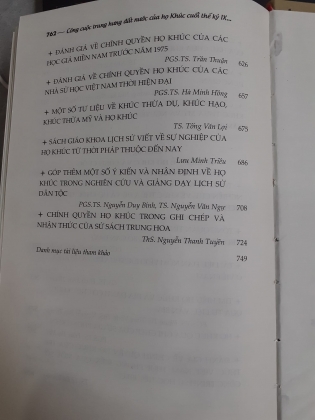 762 — Công cuộc trung hưng đất nước của họ Khúc cuối thế kỷ IX...
+ ĐÁNH GIÁ VỀ CHÍNH QUYỀN HỌ KHÚC CỦA CÁC
HỌC GIẢ MIỀN NAM TRƯỚC NĂM 1975
PGS.TS. Trần Thuận 626
+ ĐÁNH GIÁ VỀ CHÍNH QUYỀN HỌ KHÚC CỦA CÁC
NHÀ SỬ HỌC VIỆT NAM THỜI HIỆN ĐẠI
PGS.TS. Hà Minh Hồng 657
+ MỘT SỐ TƯ LIỆU VỀ KHÚC THỪA DỤ, KHÚC HẠO,
KHÚC THỪA MỸ VÀ HỌ KHÚC
TS. Tống Văn Lợi 675
+ SÁCH GIÁO KHOA LỊCH SỬ VIẾT VỀ SỰ NGHIỆP CỦA
HỌ KHÚC TỪ THỜI PHÁP THUỘC ĐẾN NAY
Lưu Minh Triều 686
+ GÓP THÊM MỘT SỐ Ý KIẾN VÀ NHẬN ĐỊNH VỀ HỌ
KHÚC TRONG NGHIÊN CỨU VÀ GIẢNG DẠY LỊCH SỬ
DÂN TỘC
PGS.TS. Nguyễn Duy Bính, TS. Nguyễn Văn Ngư 708
+ CHÍNH QUYỀN HỌ KHÚC TRONG GHI CHÉP VÀ
NHẬN THỨC CỦA SỬ SÁCH TRUNG HOA
ThS. Nguyễn Thanh Tuyền 724
Danh mục tài liệu tham khảo 749